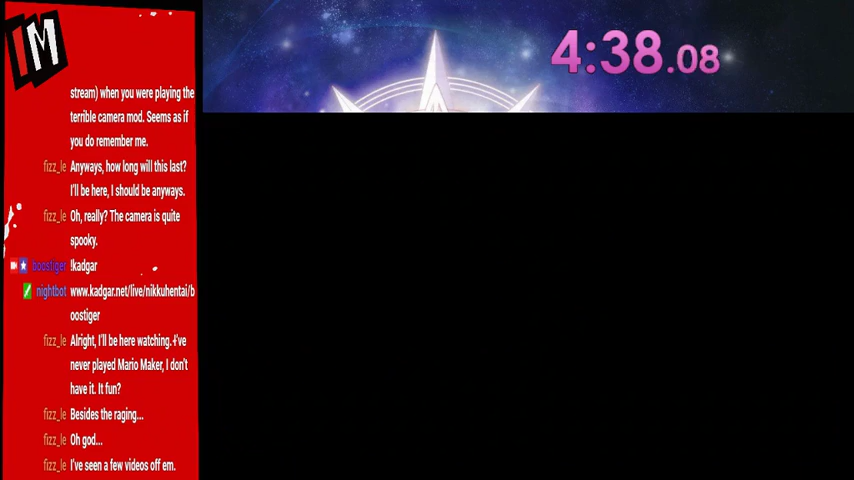 IM
4:38.08
stream) when you were playing the
terrible camera mod. Seems as if
you do remember me.
fizz_le Anyways, how long will this last?
I'll be here, I should be anyways.
fizz_le Oh, really? The camera is quite
spooky.
boostiger !kadgar
nightbot www.kadgar.net/live/nikkuhentai/b
oostiger
fizz_le Alright, I'll be here watching. I've
never played Mario Maker, I don't
have it. It fun?
fizz_le Besides the raging...
fizz_le Oh god...
fizz_le I've seen a few videos off em.